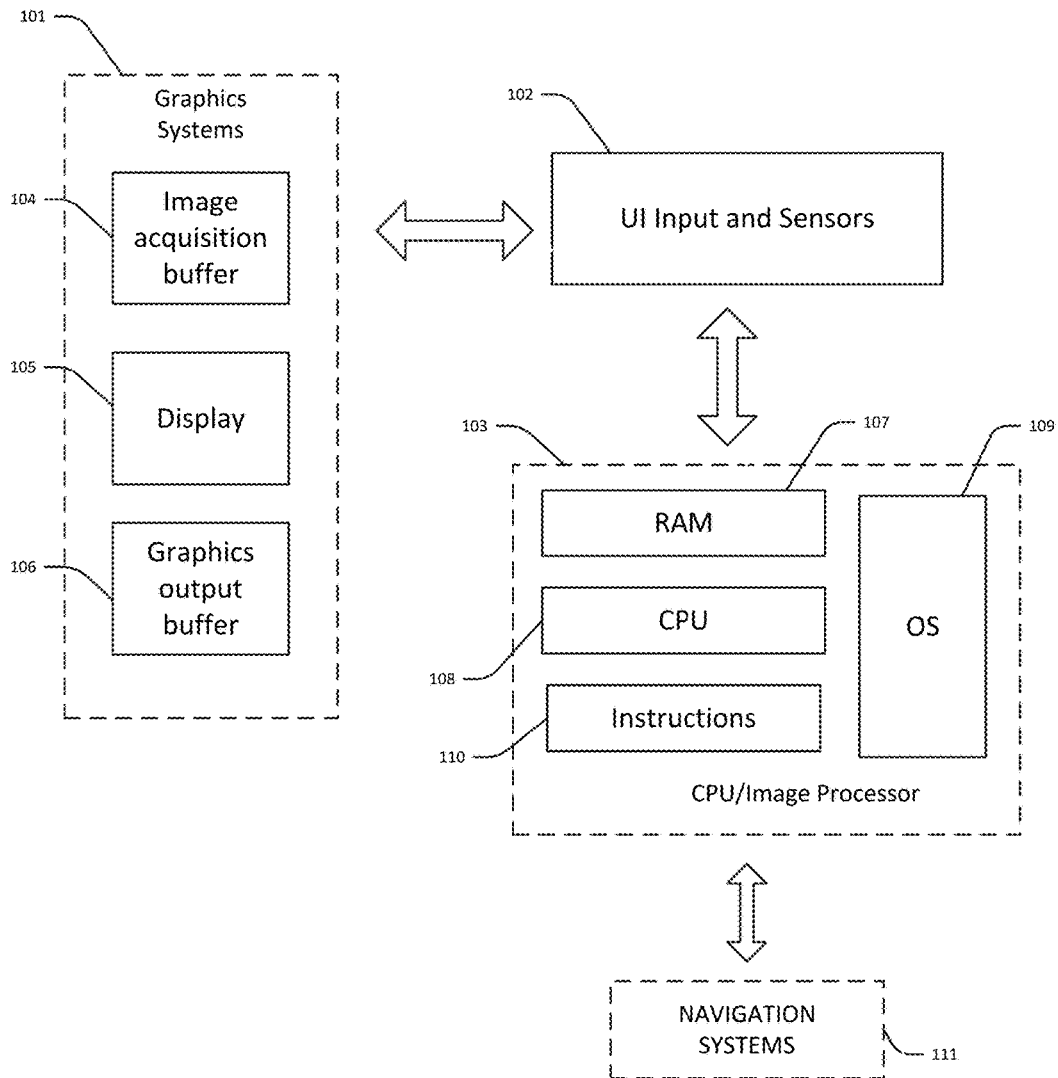 101
Graphics
Systems
104
Image
acquisition
buffer
105
Display
106
Graphics
output
buffer
102
UI Input and Sensors
103
107
109
RAM
CPU
OS
108
Instructions
110
CPU/Image Processor
NAVIGATION
SYSTEMS
111